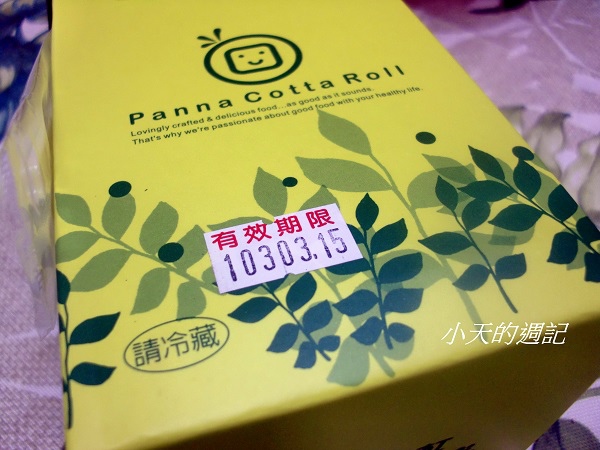 Panna Cotta Roll
Lovingly crafted & delicious food...as good as it sounds.
That's why we're passionate about good food with your healthy life.
有效期限
10303.15
請冷藏
小天的週記